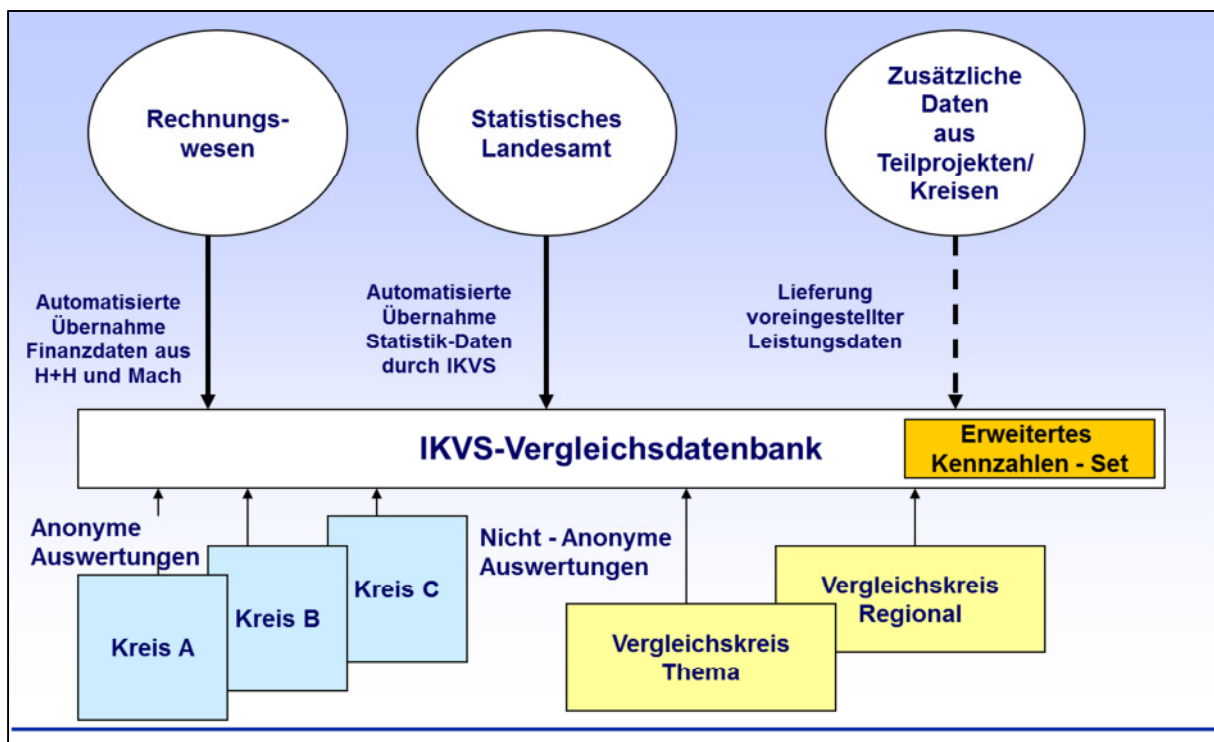 Rechnungs-
wesen
Statistisches
Landesamt
Zusätzliche
Daten
aus
Teilprojekten/
Kreisen
Automatisierte
Übernahme
Finanzdaten aus
H+H und Mach
Automatisierte
Übernahme
Statistik-Daten
durch IKVS
Lieferung
voreingestellter
Leistungsdaten
IKVS-Vergleichsdatenbank
Erweitertes
Kennzahlen - Set
Anonyme
Auswertungen
Kreis A
Kreis B
Kreis C
Nicht - Anonyme
Auswertungen
Vergleichskreis
Thema
Vergleichskreis
Regional